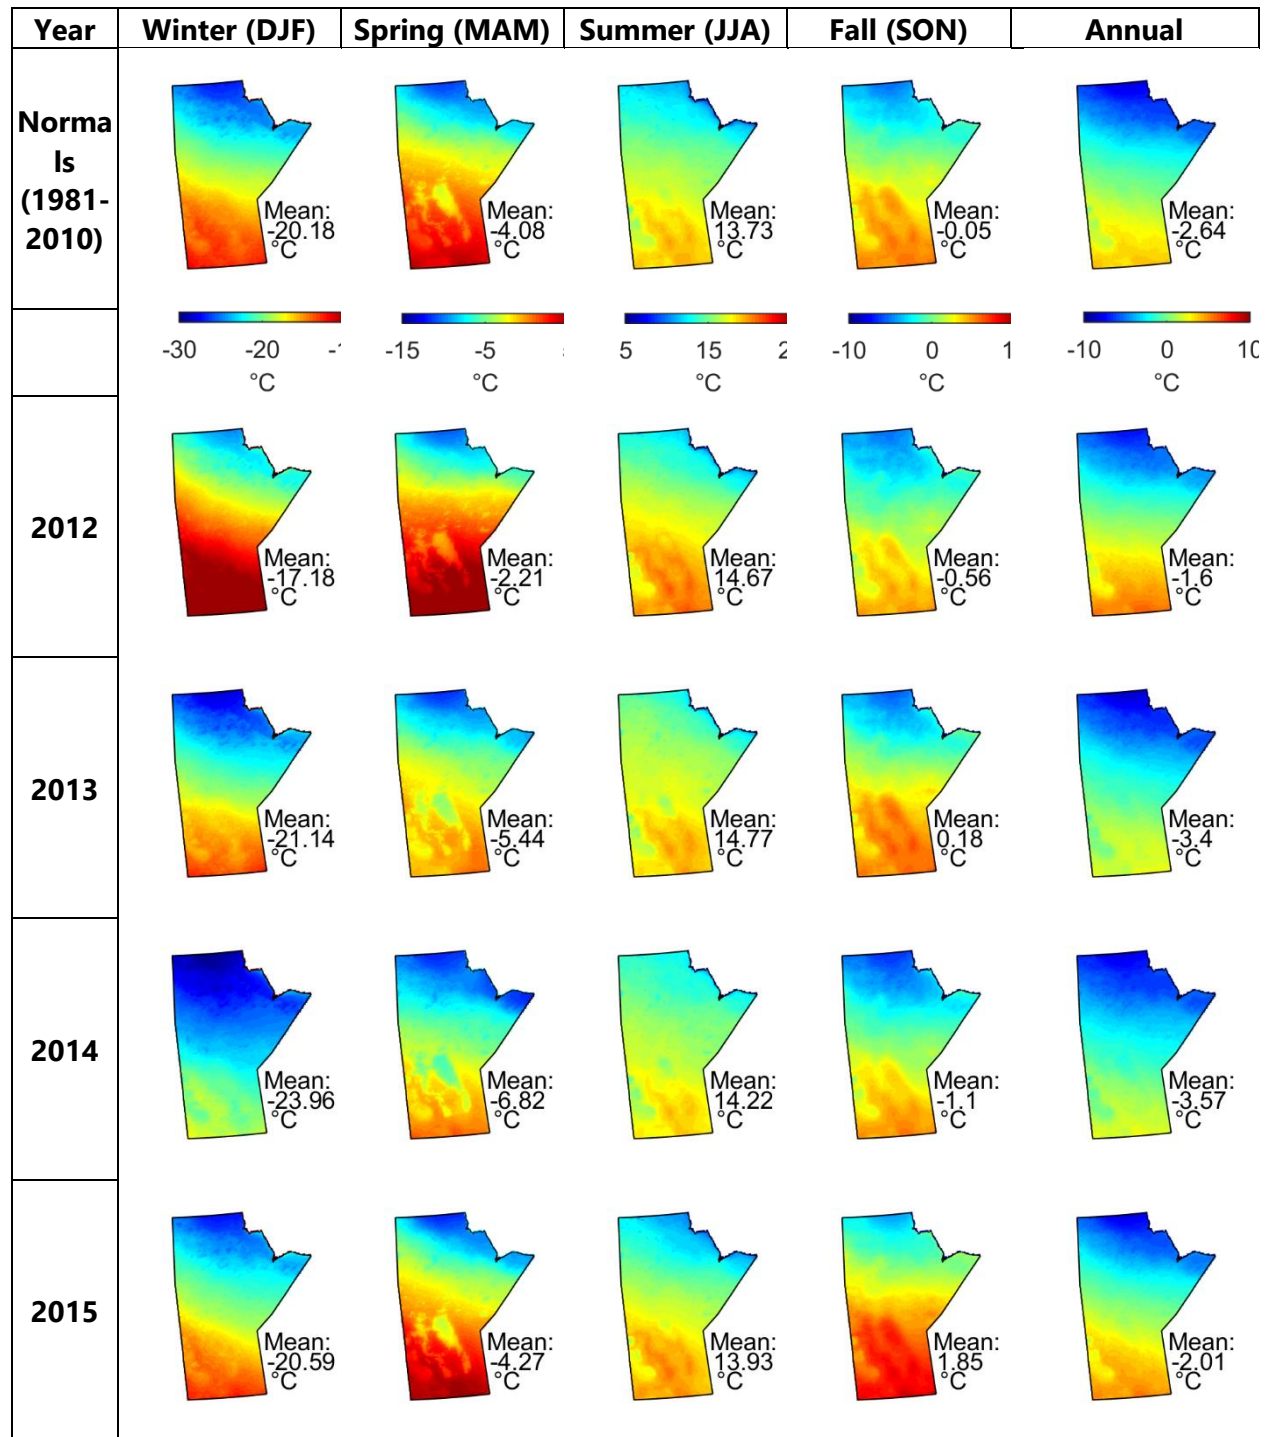 Year Winter (DJF) Spring (MAM) Summer (JJA) Fall (SON) Annual
Norma
ls
(1981-
2010)
Mean:
-20.18
°C
Mean:
-4.08
°C
Mean:
13.73
°C
Mean:
-0.05
°C
Mean:
-2.64
°C
-30 -20
°C
-15 -5
°C
5 15 2
°C
-10 0 1
°C
-10 0 10
°C
2012
Mean:
-17.18
°C
Mean:
-2.21
°C
Mean:
14.67
°C
Mean:
-0.56
°C
Mean:
-1.6
°C
2013
Mean:
-21.14
°C
Mean:
-5.44
°C
Mean:
14.77
°C
Mean:
0.18
°C
Mean:
-3.4
°C
2014
Mean:
-23.96
°C
Mean:
-6.82
°C
Mean:
14.22
°C
Mean:
-1.1
°C
Mean:
-3.57
°C
2015
Mean:
-20.59
°C
Mean:
-4.27
°C
Mean:
13.93
°C
Mean:
1.85
°C
Mean:
-2.01
°C